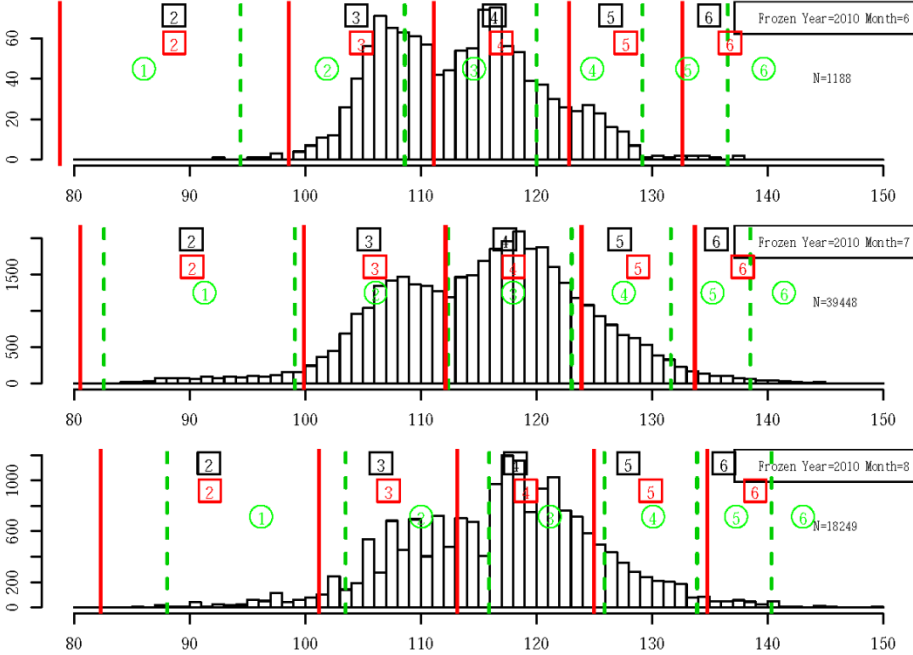 2 3 4 5 6 Frozen Year=2010 Month=6
2 3 4 5 6
1 2 3 4 5 6 N=1188
60
40
20
0
80 90 100 110 120 130 140 150
2 3 4 5 6 Frozen Year=2010 Month=7
2 3 4 5 6
1 2 3 4 5 6
N=39448
1500
500
0
80 90 100 110 120 130 140 150
2 3 4 5 6 Frozen Year=2010 Month=8
2 3 4 5 6
1 2 3 4 5 6
N=18249
1000
600
200
0
80 90 100 110 120 130 140 150